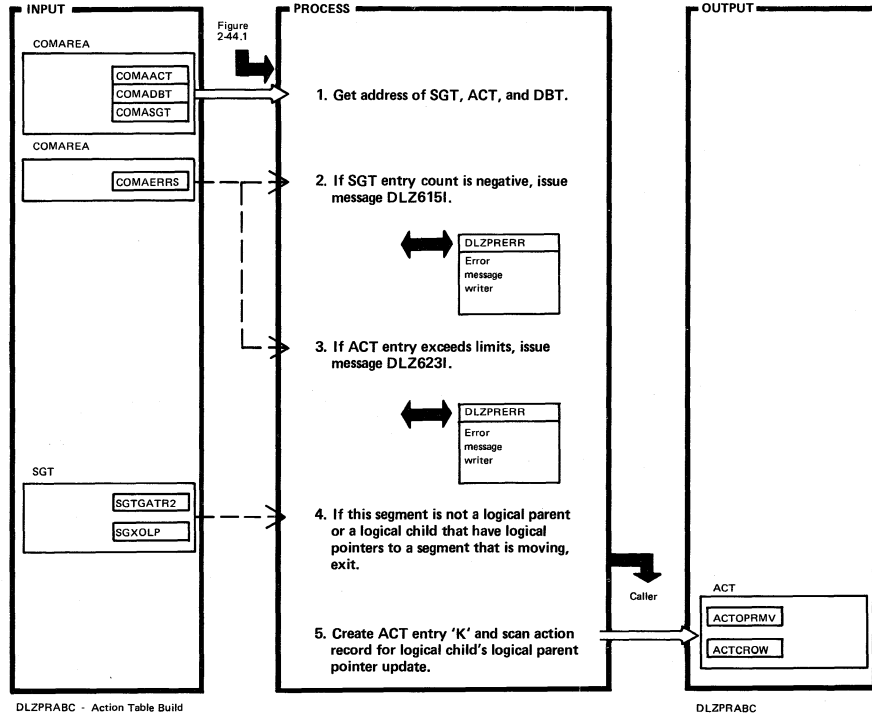 INPUT
COMAREA
COMAACT
COMADBT
COMASGT
COMAREA
COMAERRS
SGT
SGTGATR2
SGXOLP
DLZPRABC - Action Table Build
Figure
2-44.1
PROCESS
1. Get address of SGT, ACT, and DBT.
2. If SGT entry count is negative, issue
message DLZ615I.
DLZPRERR
Error
message
writer
3. If ACT entry exceeds limits, issue
message DLZ623I.
DLZPRERR
Error
message
writer
4. If this segment is not a logical parent
or a logical child that have logical
pointers to a segment that is moving,
exit.
Caller
5. Create ACT entry 'K' and scan action
record for logical child's logical parent
pointer update.
OUTPUT
ACT
ACTOPRMV
ACTCROW
DLZPRABC